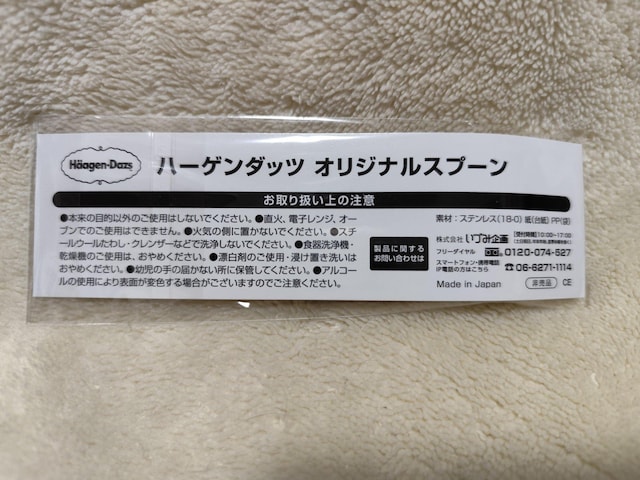 Häagen-Dazs
ハーゲンダッツ オリジナルスプーン
お取り扱い上の注意
●本来の目的以外のご使用はしないでください。●直火、電子レンジ、オー
ブンでのご使用はできません。●火気の側に置かないでください。●スチ
ールウールたわし・クレンザーなどで洗浄しないでください。●食器洗浄機・
乾燥機のご使用は、おやめください。●漂白剤のご使用・浸け置き洗いは
おやめください。●幼児の手の届かない所に保管してください。●アルコー
ルの使用により表面が変色する場合がございますのでご注意ください。
製品に関する
お問い合わせは
素材：ステンレス(18-0) 紙(台紙) PP(袋)
株式会社 いづみ企画 【受付時間】10:00~17:00
フリーダイヤル 0120-074-527
スマートフォン・携帯電話
IP電話の方はこちら ☎06-6271-1114
Made in Japan 非売品 CE